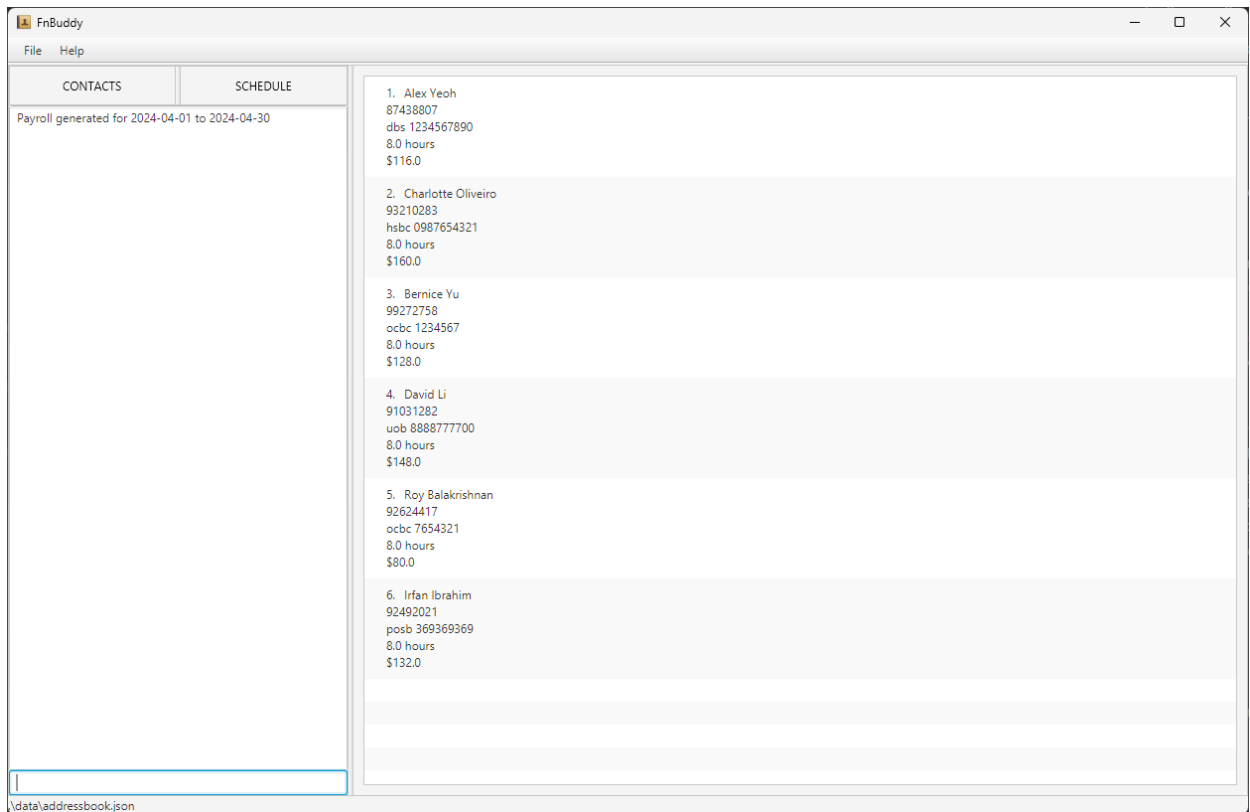 FnBuddy
File Help
CONTACTS SCHEDULE
Payroll generated for 2024-04-01 to 2024-04-30
1. Alex Yeoh
87438807
dbs 1234567890
8.0 hours
$116.0
2. Charlotte Oliveiro
93210283
hsbc 0987654321
8.0 hours
$160.0
3. Bernice Yu
99272758
ocbc 1234567
8.0 hours
$128.0
4. David Li
91031282
uob 8888777700
8.0 hours
$148.0
5. Roy Balakrishnan
92624417
ocbc 7654321
8.0 hours
$80.0
6. Irfan Ibrahim
92492021
posb 369369369
8.0 hours
$132.0
.\data\addressbook.json